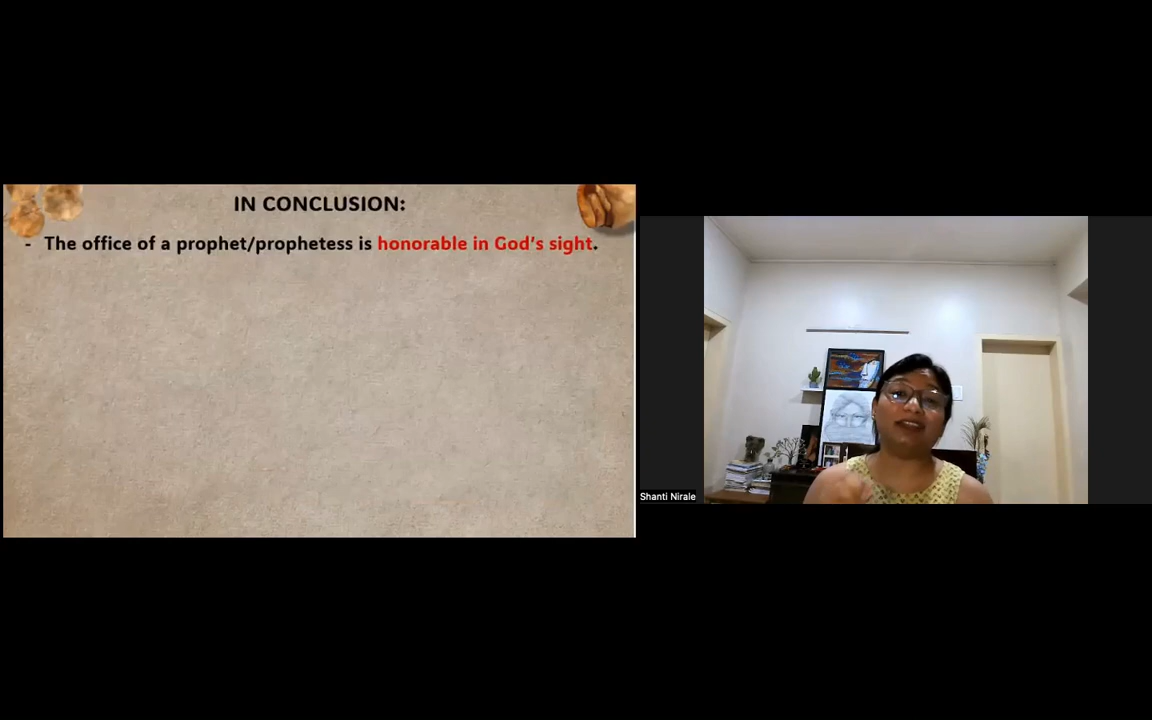 IN CONCLUSION:
- The office of a prophet/prophetess is honorable in God's sight.
Shanti Nirale